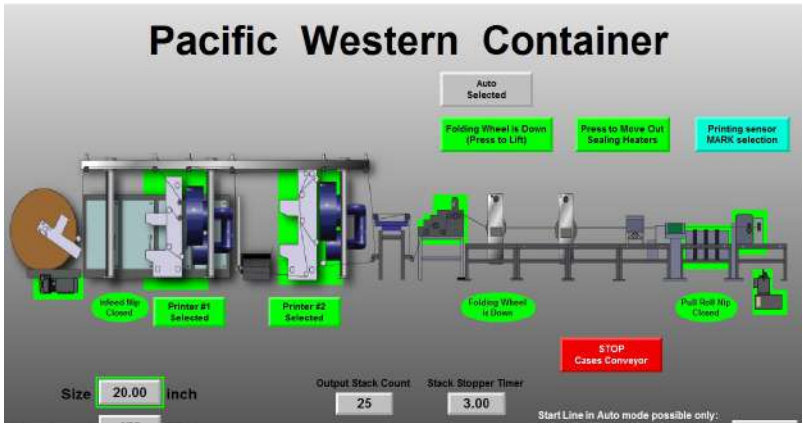 Pacific Western Container
Auto
Selected
Folding Wheel is Down
(Press to Lift)
Press to Move Out
Sealing Heaters
Printing sensor
MARK selection
Infeed Nip
Closed
Printer #1
Selected
Printer #2
Selected
Folding Wheel
is Down
Pull Roll Nip
Closed
STOP
Cases Conveyor
Size 20.00 inch
Output Stack Count
25
Stack Stopper Timer
3.00
Start Line in Auto mode possible only: